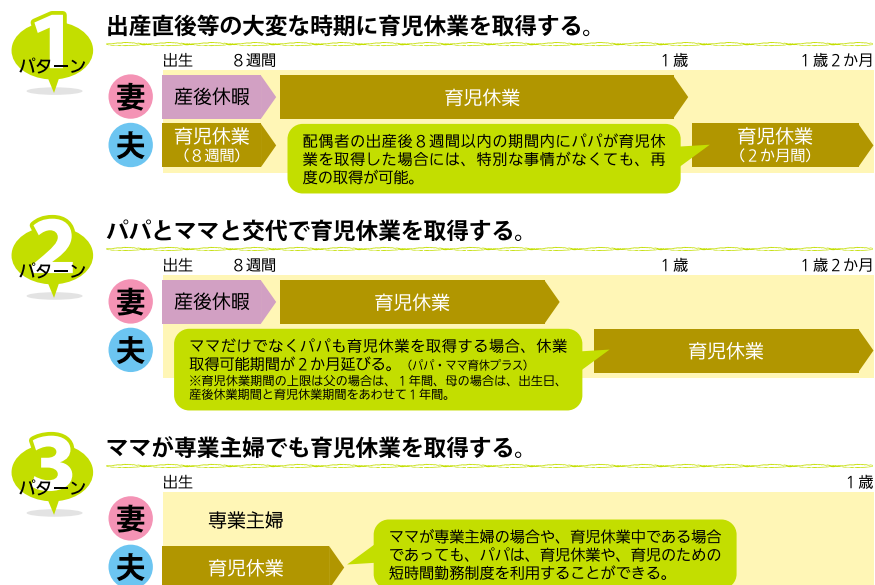 1
パターン
出産直後等の大変な時期に育児休業を取得する。
出生 8週間 1歳 1歳2か月
妻 産後休暇 育児休業
夫 育児休業
（8週間）
配偶者の出産後8週間以内の期間内にパパが育児休
業を取得した場合には、特別な事情がなくても、再
度の取得が可能。
育児休業
（2か月間）
2
パターン
パパとママと交代で育児休業を取得する。
出生 8週間 1歳 1歳2か月
妻 産後休暇 育児休業
夫
ママだけでなくパパも育児休業を取得する場合、休業
取得可能期間が2か月延びる。（パパ・ママ育休プラス）
※育児休業期間の上限は父の場合は、1年間、母の場合は、出生日、
産後休業期間と育児休業期間をあわせて1年間。
育児休業
3
パターン
ママが専業主婦でも育児休業を取得する。
出生 1歳
妻 専業主婦
夫 育児休業
ママが専業主婦の場合や、育児休業中である場合
であっても、パパは、育児休業や、育児のための
短時間勤務制度を利用することができる。